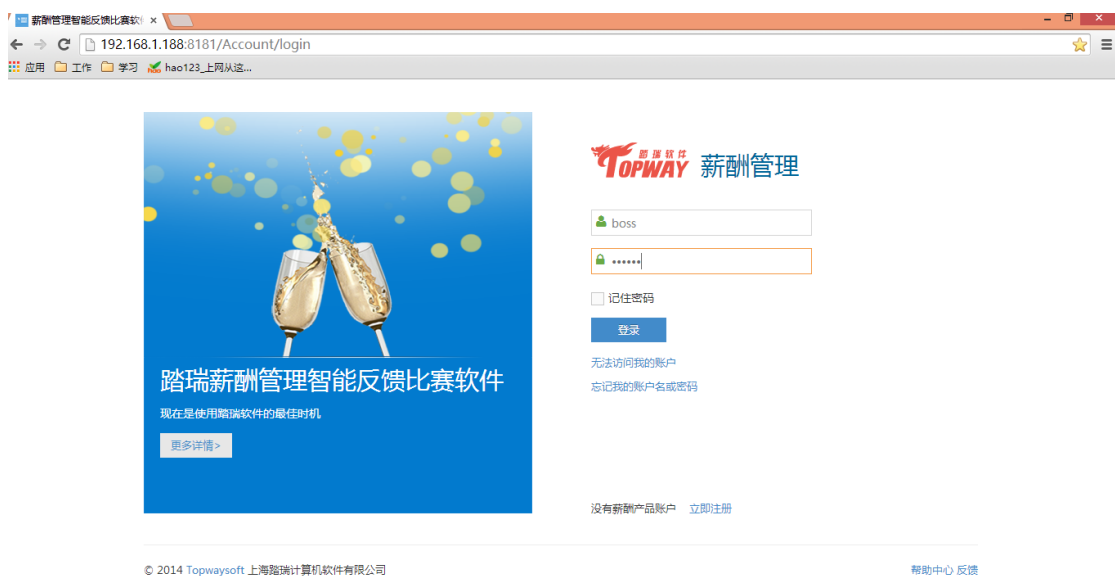 薪酬管理智能反馈比赛软
192.168.1.188:8181/Account/login
应用 工作 学习 hao hao123_上网从这...
踏瑞软件
TOPWAY 薪酬管理
boss
••••••
记住密码
登录
无法访问我的账户
忘记我的账户名或密码
踏瑞薪酬管理智能反馈比赛软件
现在是使用踏瑞软件的最佳时机
更多详情>
没有薪酬产品账户 立即注册
© 2014 Topwaysoft 上海踏瑞计算机软件有限公司
帮助中心 反馈